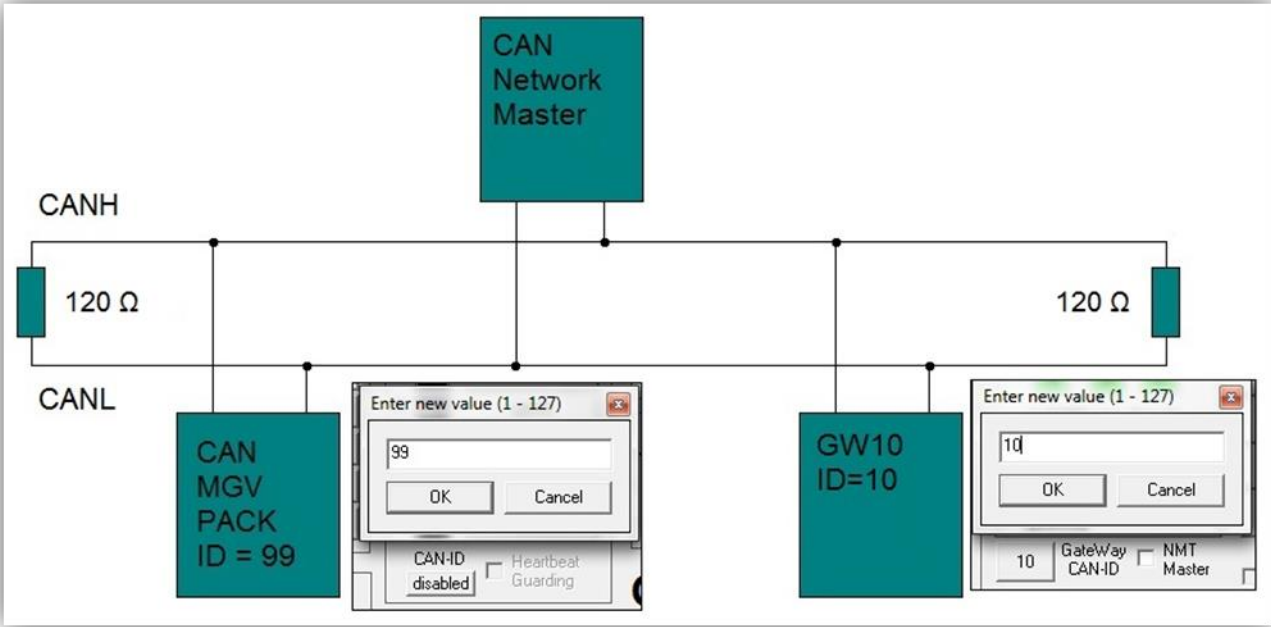 CAN
Network
Master
CANH
120 Ω
120 Ω
CANL
CAN
MGV
PACK
ID = 99
Enter new value (1 - 127)
99
OK Cancel
CAN-ID
disabled
Heartbeat
Guarding
GW10
ID=10
Enter new value (1 - 127)
10
OK Cancel
10
GateWay
CAN-ID
NMT
Master